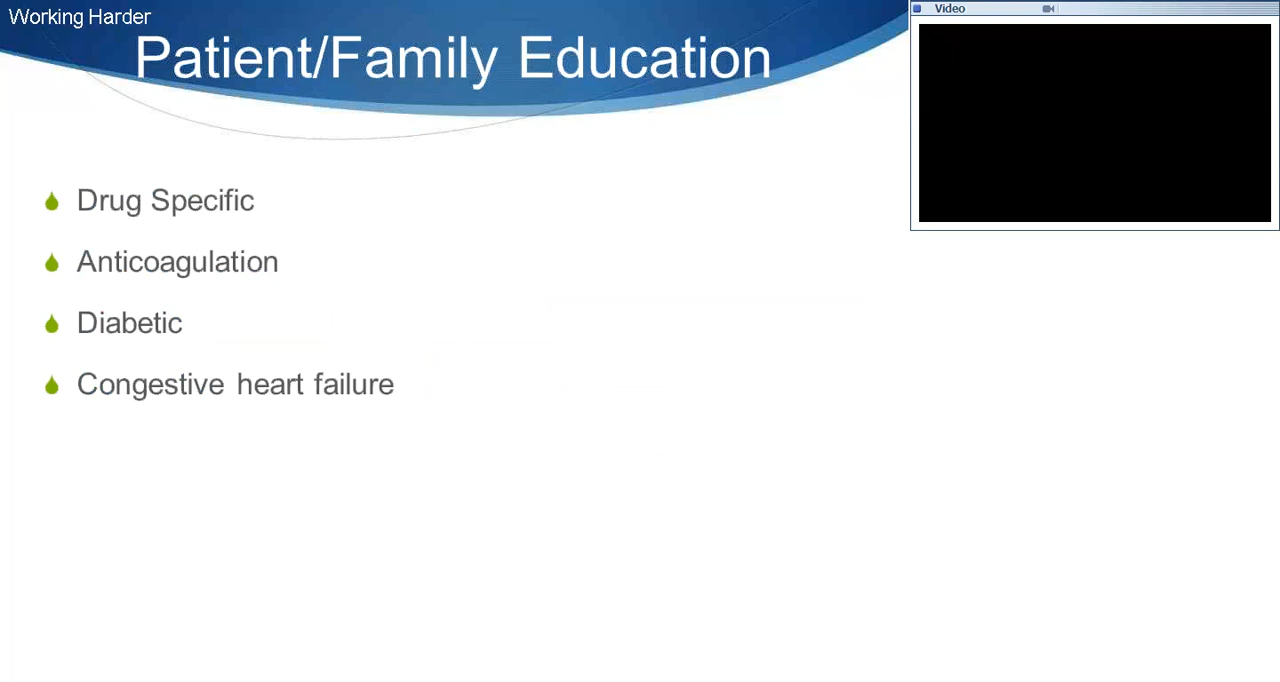 Working Harder
Patient/Family Education
Video
Drug Specific
Anticoagulation
Diabetic
Congestive heart failure